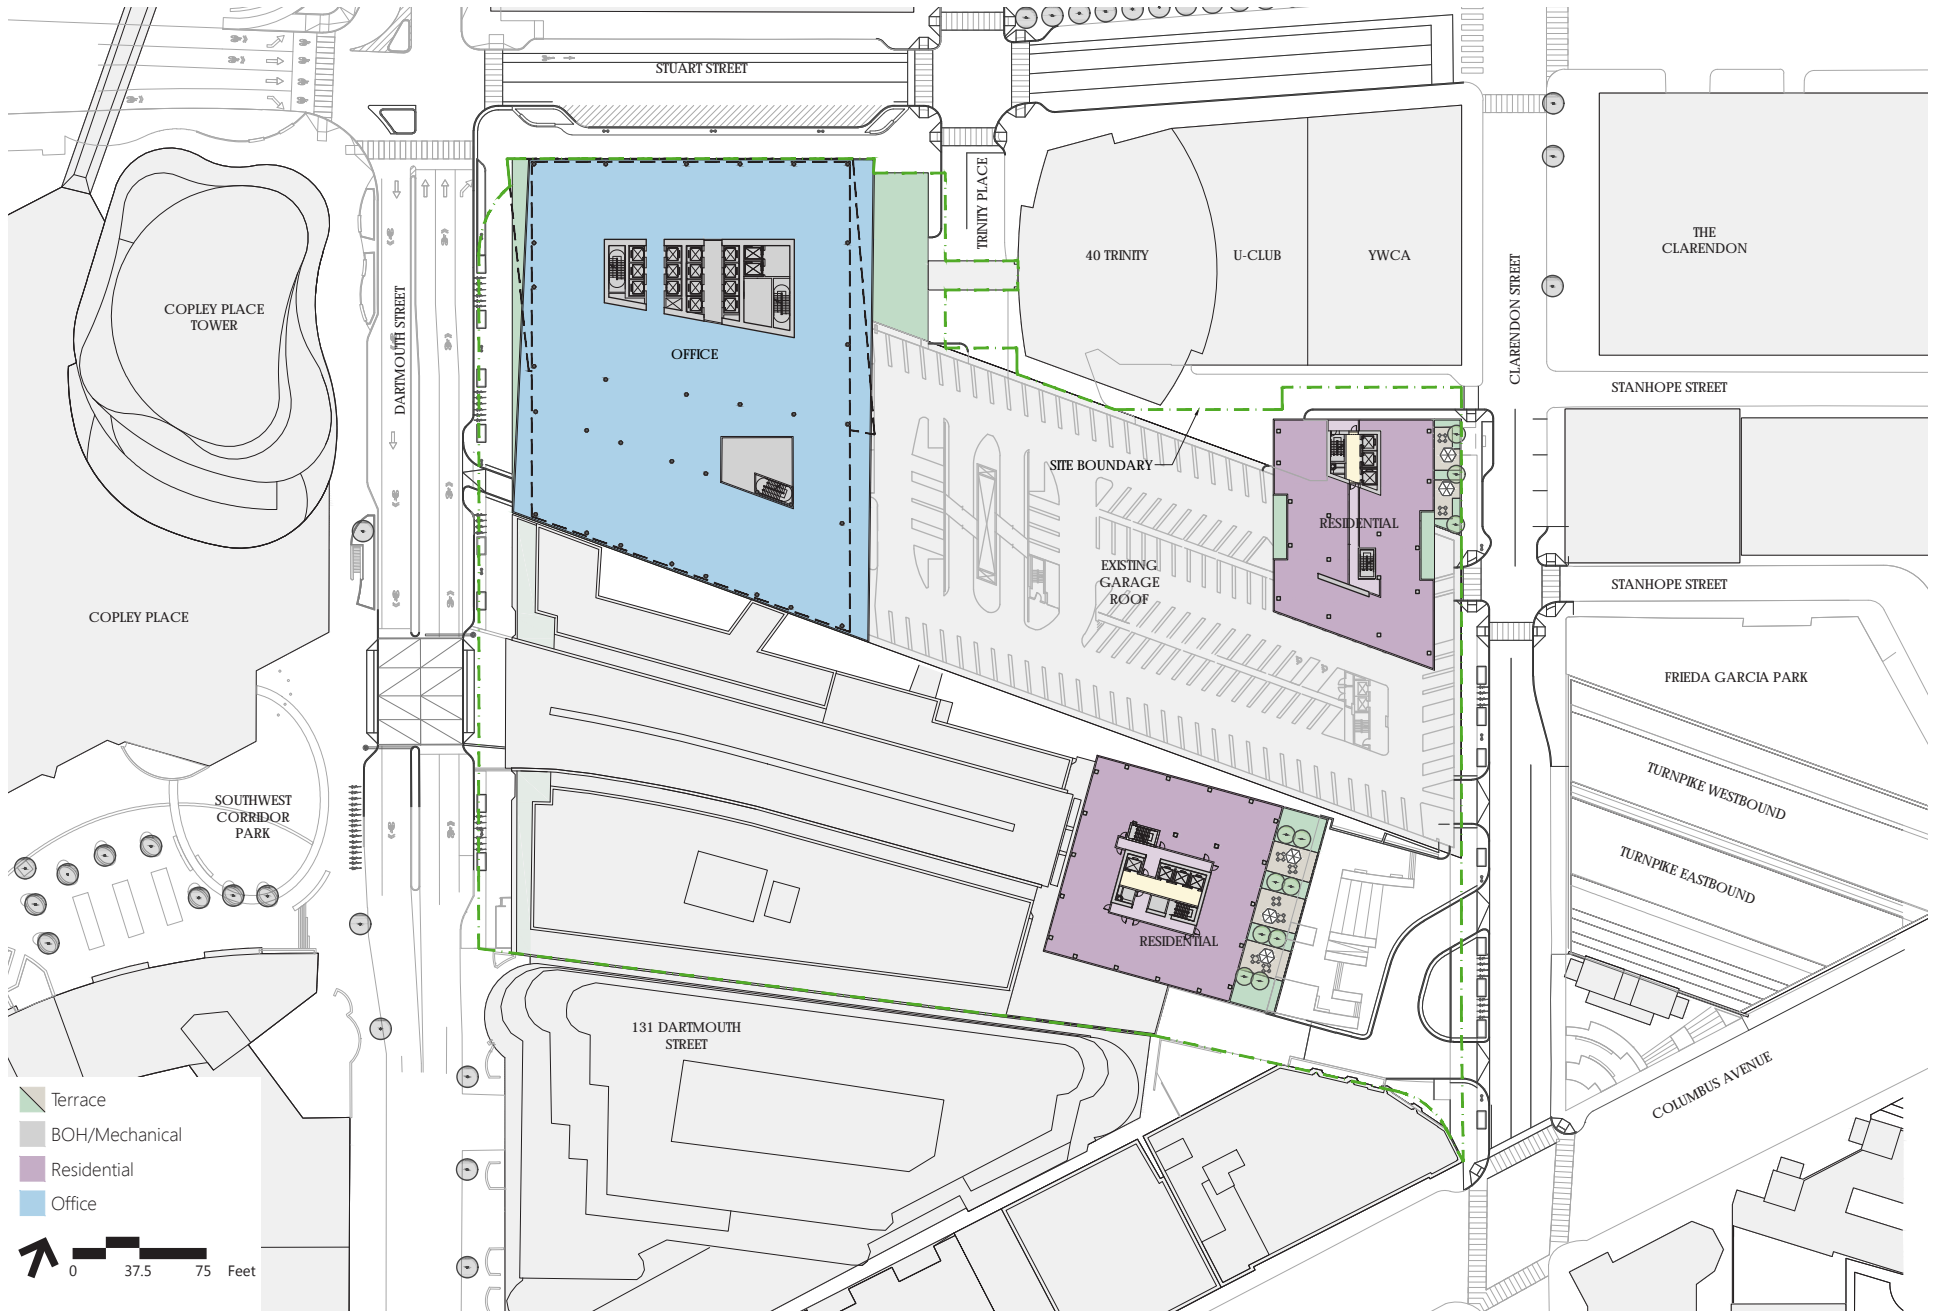 STUART STREET
TRINITY PLACE
40 TRINITY
U-CLUB
YWCA
THE
CLARENDON
CLARENDON STREET
COPLEY PLACE
TOWER
DARTMOUTH STREET
OFFICE
STANHOPE STREET
SITE BOUNDARY
RESIDENTIAL
EXISTING
GARAGE
ROOF
STANHOPE STREET
COPLEY PLACE
FRIEDA GARCIA PARK
TURNPIKE WESTBOUND
SOUTHWEST
CORRIDOR
PARK
TURNPIKE EASTBOUND
RESIDENTIAL
131 DARTMOUTH
STREET
COLUMBUS AVENUE
Terrace
BOH/Mechanical
Residential
Office
0 37.5 75 Feet